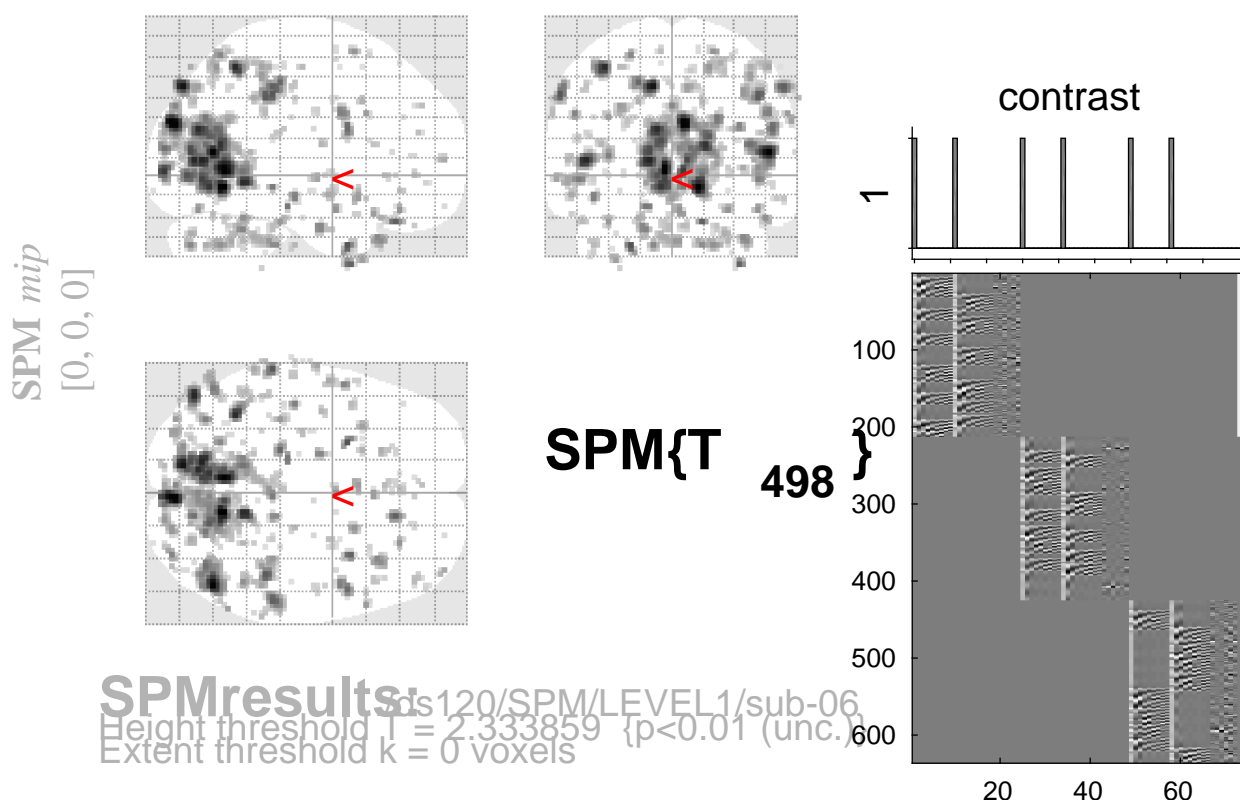 SPM mip
[0, 0, 0]
<
<
<
SPM{T
498
}
contrast
1
100
200
300
400
500
600
20
40
60
SPMresults:
/ds120/SPM/LEVEL1/sub-06
Height threshold T = 2.333859 {p<0.01 (unc.)}
Extent threshold k = 0 voxels